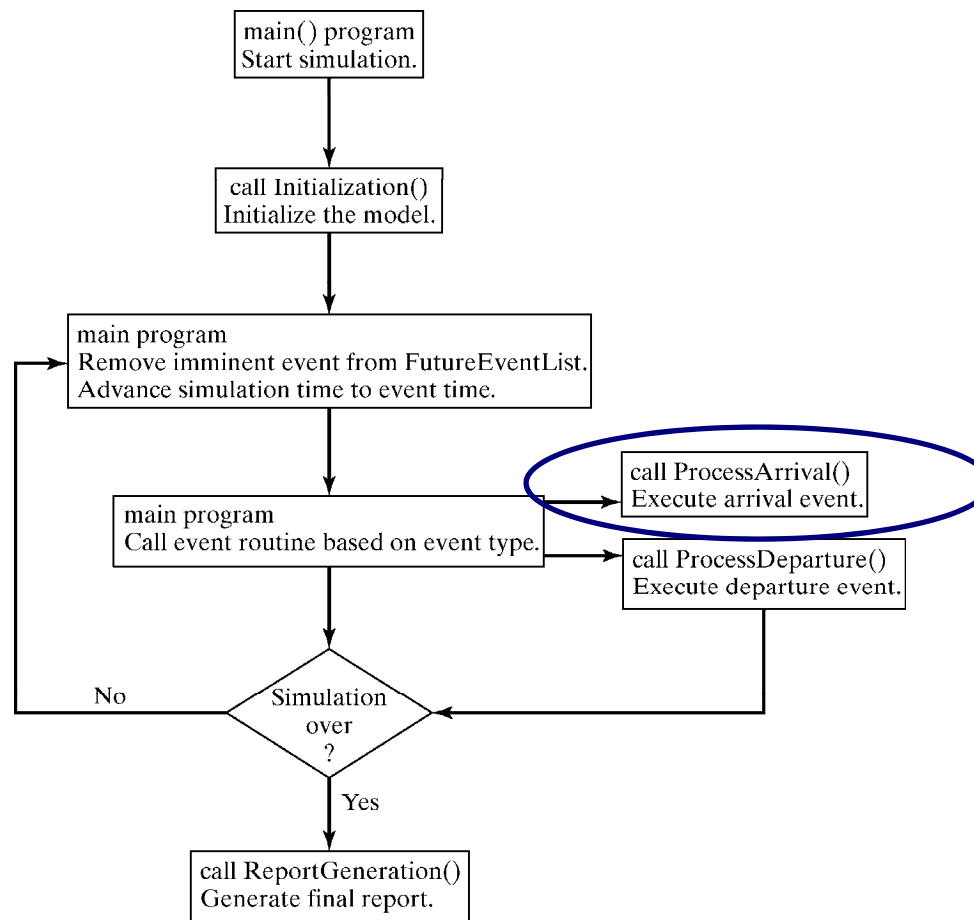 main() program
Start simulation.
call Initialization()
Initialize the model.
main program
Remove imminent event from FutureEventList.
Advance simulation time to event time.
call ProcessArrival()
Execute arrival event.
main program
Call event routine based on event type.
call ProcessDeparture()
Execute departure event.
No
Simulation
over
?
Yes
call ReportGeneration()
Generate final report.